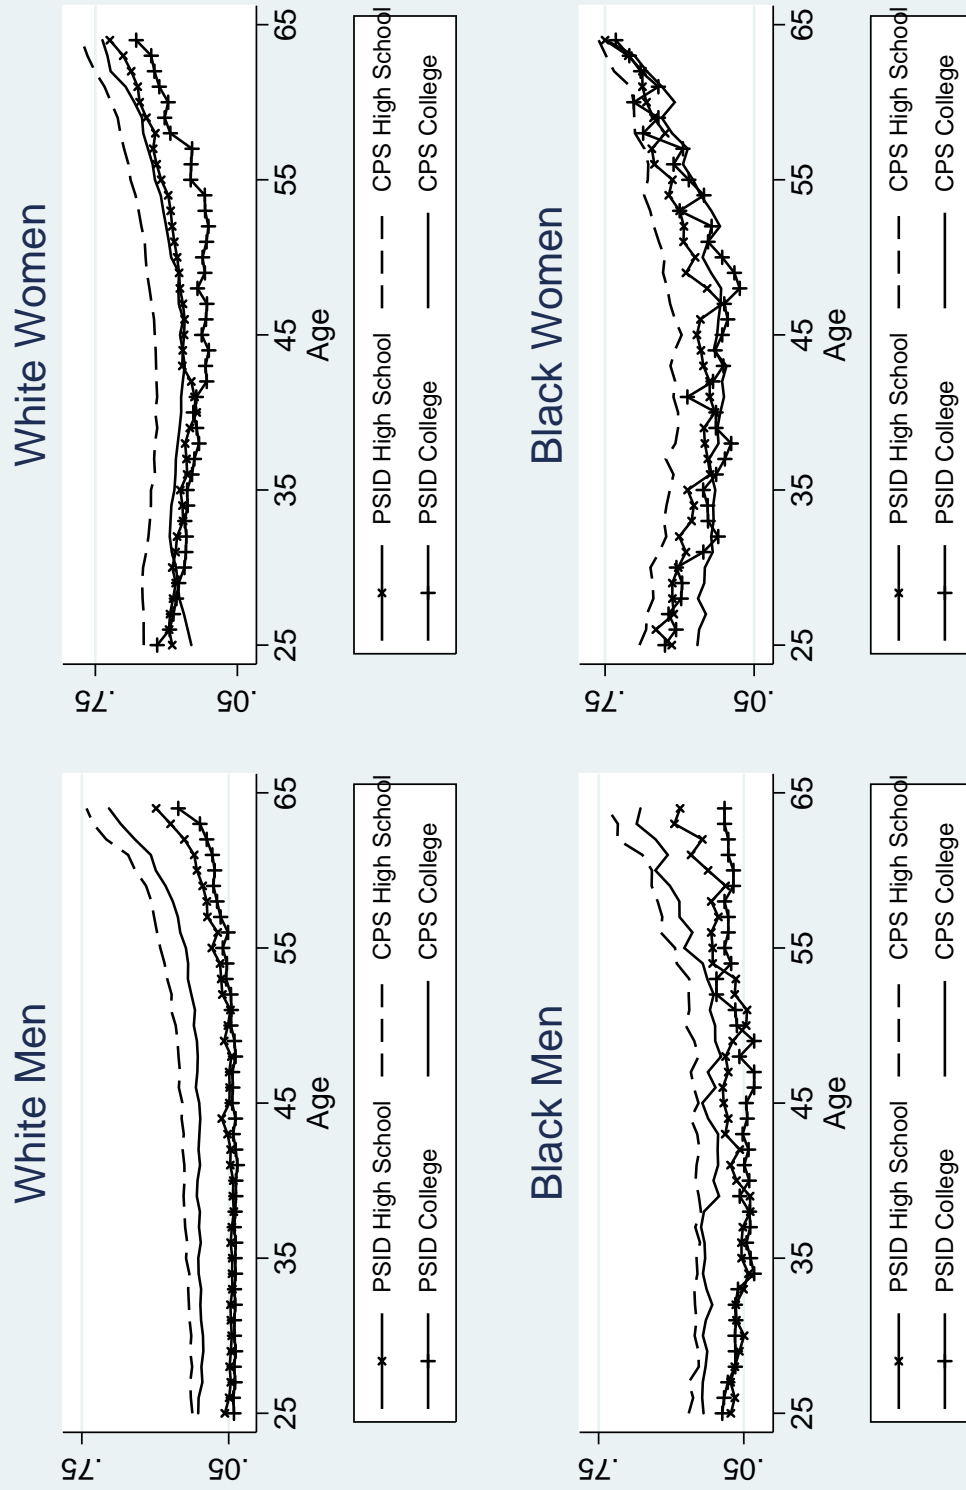 White Men
.75
.05
25
35
45
55
65
Age
PSID High School
CPS High School
PSID College
CPS College
White Women
.75
.05
25
35
45
55
65
Age
PSID High School
CPS High School
PSID College
CPS College
Black Men
.75
.05
25
35
45
55
65
Age
PSID High School
CPS High School
PSID College
CPS College
Black Women
.75
.05
25
35
45
55
65
Age
PSID High School
CPS High School
PSID College
CPS College